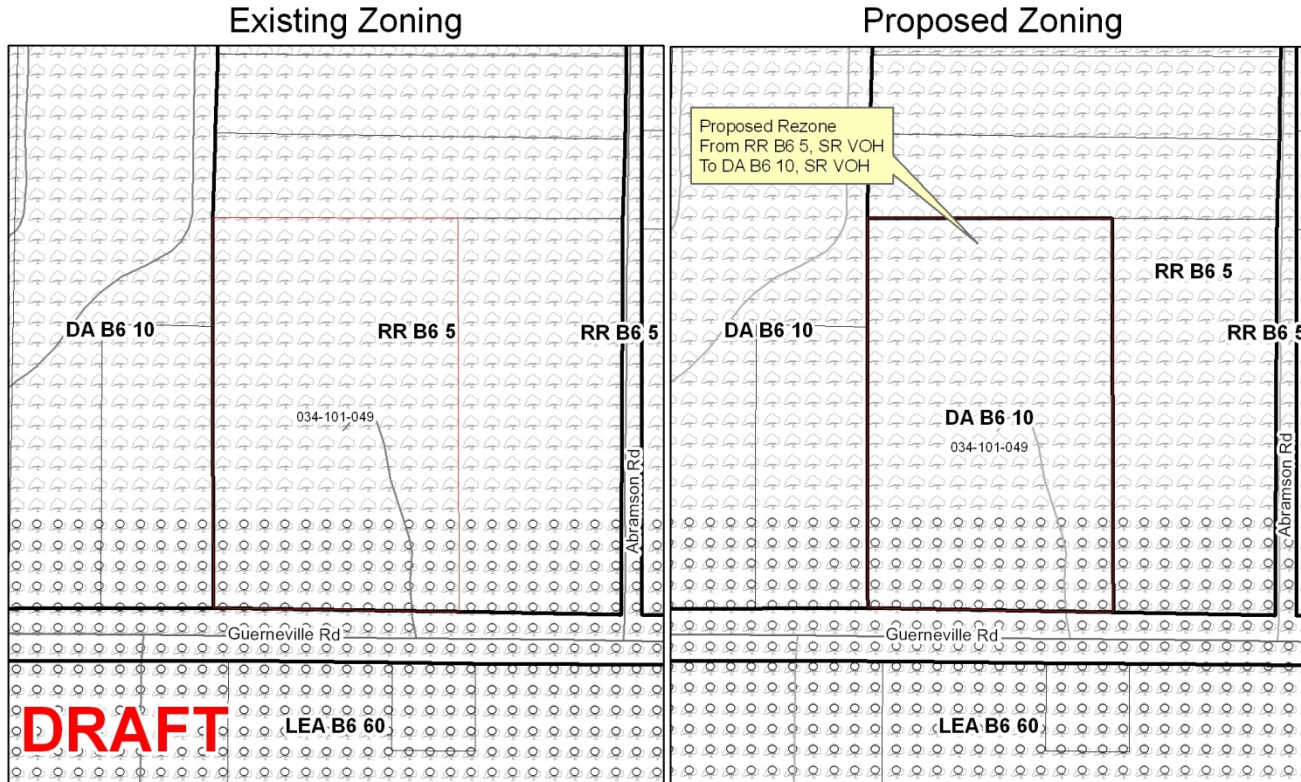 Existing Zoning
DA B6 10
RR B6 5
RR B6 5
034-101-049
Abramson Rd
Guerneville Rd
LEA B6 60
DRAFT
Proposed Zoning
Proposed Rezone
From RR B6 5, SR VOH
To DA B6 10, SR VOH
RR B6 5
DA B6 10
RR B6 5
DA B6 10
034-101-049
Abramson Rd
Guerneville Rd
LEA B6 60